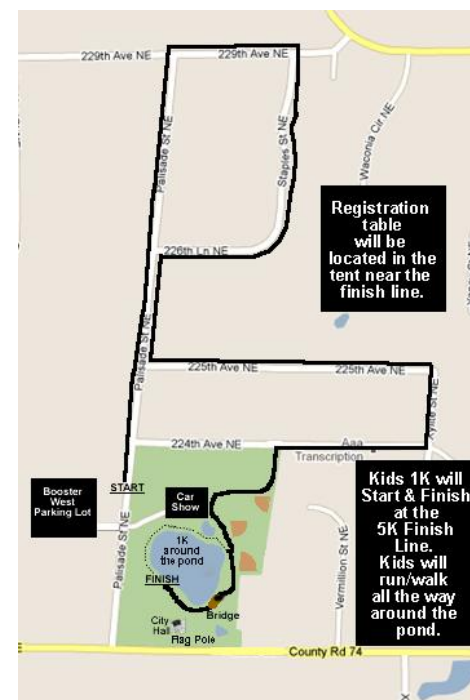 229th Ave NE
229th Ave NE
Palisade St NE
Staples St NE
Waconia Cir NE
Registration
table
will be
located in the
tent near the
finish line.
226th Ln NE
Palisade St NE
225th Ave NE
225th Ave NE
224th Ave NE
Aaa
Transcription
Booster
West
Parking Lot
START
Car
Show
Kids 1K will
Start & Finish
at the
5K Finish
Line.
Kids will
run/walk
all the way
around the
pond.
1K
around
the pond
FINISH
Palisade St NE
Vermillion St NE
Bridge
City
Hall
Flag Pole
County Rd 74